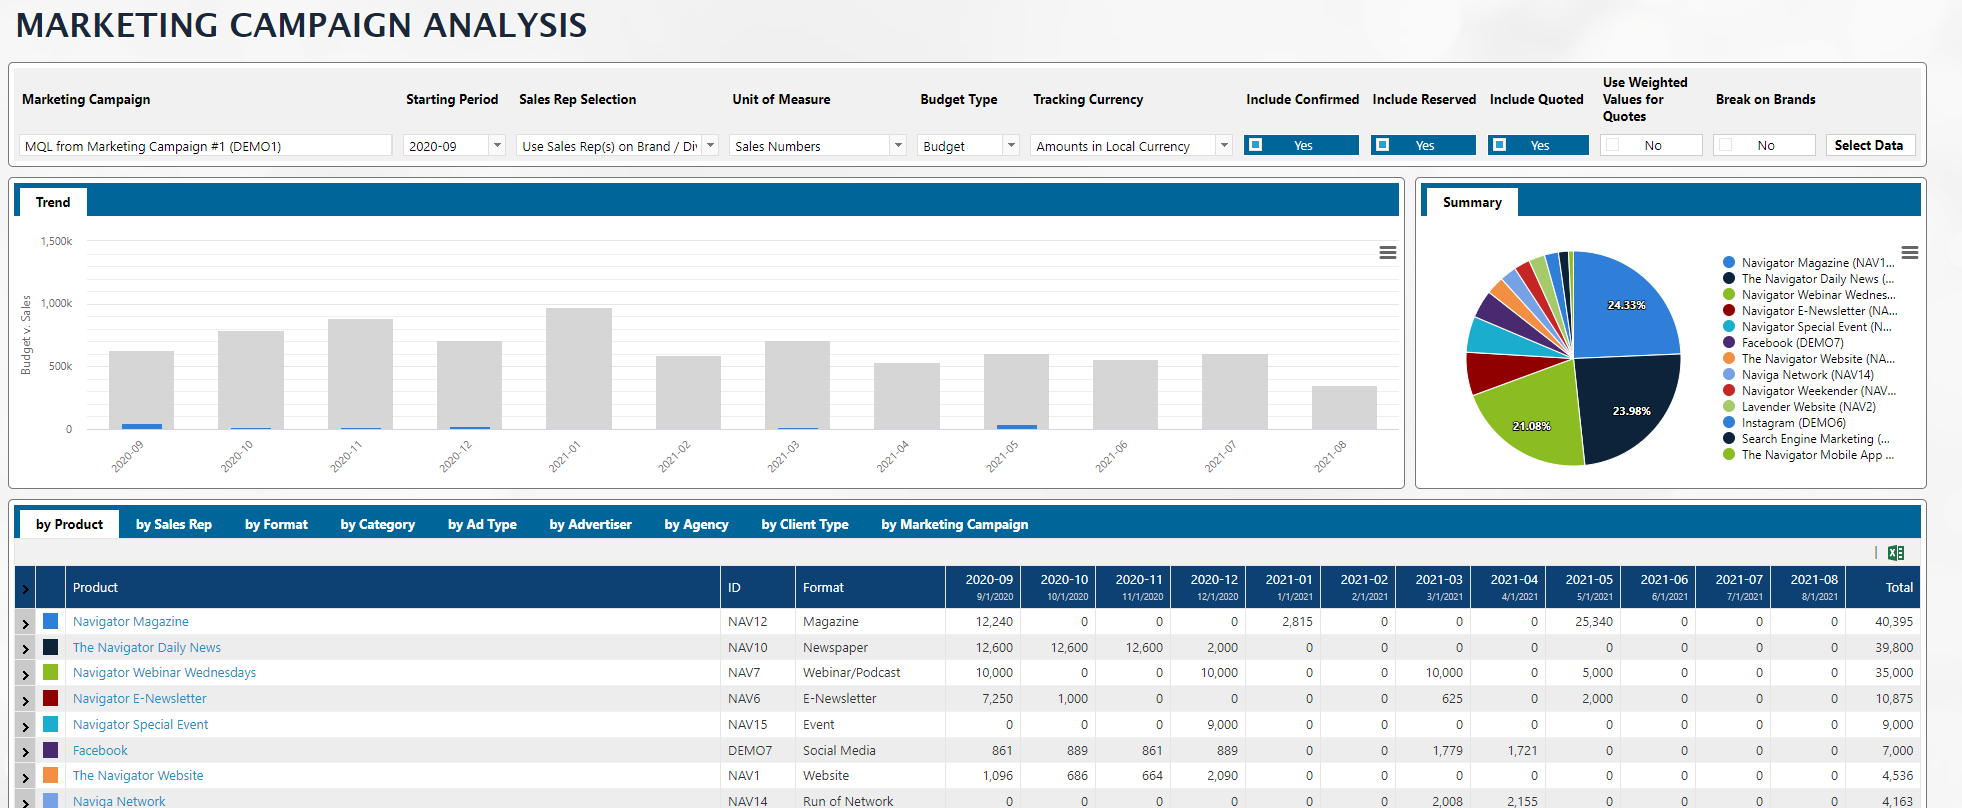 MARKETING CAMPAIGN ANALYSIS
Marketing Campaign
Starting Period
Sales Rep Selection
Unit of Measure
Budget Type
Tracking Currency
Include Confirmed
Include Reserved
Include Quoted
Use Weighted
Values for
Quotes
Break on Brands
MQL from Marketing Campaign #1 (DEMO1)
2020-09
Use Sales Rep(s) on Brand / Di
Sales Numbers
Budget
Amounts in Local Currency
Yes
Yes
Yes
No
No
Select Data
Trend
1,500k
1,000k
500k
0
Budget v. Sales
2020-09
2020-10
2020-11
2020-12
2021-01
2021-02
2021-03
2021-04
2021-05
2021-06
2021-07
2021-08
Summary
24.33%
23.98%
21.08%
Navigator Magazine (NAV1...
The Navigator Daily News (...
Navigator Webinar Wednes...
Navigator E-Newsletter (NA...
Navigator Special Event (N...
Facebook (DEMO7)
The Navigator Website (NA...
Naviga Network (NAV14)
Navigator Weekender (NAV...
Lavender Website (NAV2)
Instagram (DEMO6)
Search Engine Marketing (...
The Navigator Mobile App ...
by Product by Sales Rep by Format by Category by Ad Type by Advertiser by Agency by Client Type by Marketing Campaign
Product ID Format 2020-09 2020-10 2020-11 2020-12 2021-01 2021-02 2021-03 2021-04 2021-05 2021-06 2021-07 2021-08 Total
9/1/2020 10/1/2020 11/1/2020 12/1/2020 1/1/2021 2/1/2021 3/1/2021 4/1/2021 5/1/2021 6/1/2021 7/1/2021 8/1/2021
Navigator Magazine NAV12 Magazine 12,240 0 0 0 2,815 0 0 0 25,340 0 0 0 40,395
The Navigator Daily News NAV10 Newspaper 12,600 12,600 12,600 2,000 0 0 0 0 0 0 0 0 39,800
Navigator Webinar Wednesdays NAV7 Webinar/Podcast 10,000 0 0 10,000 0 0 10,000 0 5,000 0 0 0 35,000
Navigator E-Newsletter NAV6 E-Newsletter 7,250 1,000 0 0 0 0 625 0 2,000 0 0 0 10,875
Navigator Special Event NAV15 Event 0 0 0 9,000 0 0 0 0 0 0 0 0 9,000
Facebook DEMO7 Social Media 861 889 861 889 0 0 1,779 1,721 0 0 0 0 7,000
The Navigator Website NAV1 Website 1,096 686 664 2,090 0 0 0 0 0 0 0 0 4,536
Naviga Network NAV14 Run of Network 0 0 0 0 0 0 2,008 2,155 0 0 0 0 4,163